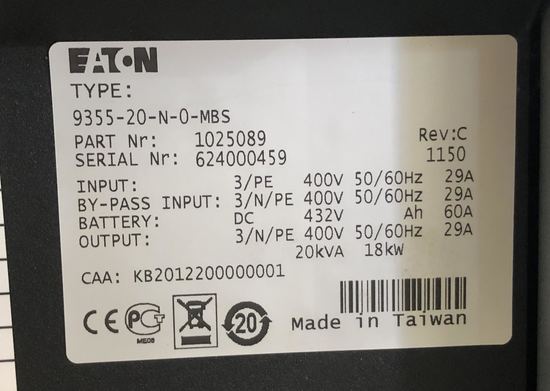 EATON
TYPE:
9355-20-N-0-MBS
PART Nr: 1025089 Rev:C
SERIAL Nr: 624000459 1150
INPUT: 3/PE 400V 50/60Hz 29A
BY-PASS INPUT: 3/N/PE 400V 50/60Hz 29A
BATTERY: DC 432V Ah 60A
OUTPUT: 3/N/PE 400V 50/60Hz 29A
20kVA 18kW
CAA: KB2012200000001
CE PCT 20
ME06
Made in Taiwan